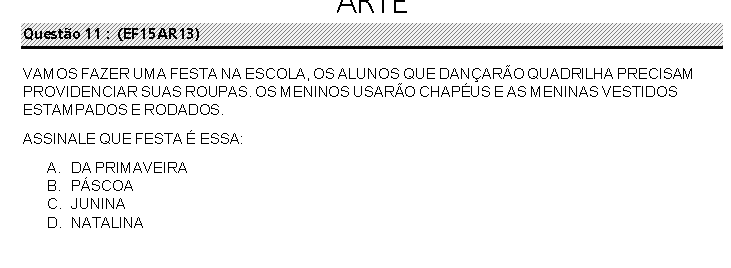 ARTE
Questão 11 : (EF15AR13)
VAMOS FAZER UMA FESTA NA ESCOLA, OS ALUNOS QUE DANÇARÃO QUADRILHA PRECISAM
PROVIDENCIAR SUAS ROUPAS. OS MENINOS USARÃO CHAPÉUS E AS MENINAS VESTIDOS
ESTAMPADOS E RODADOS.
ASSINALE QUE FESTA É ESSA:
A. DA PRIMAVEIRA
B. PÁSCOA
C. JUNINA
D. NATALINA